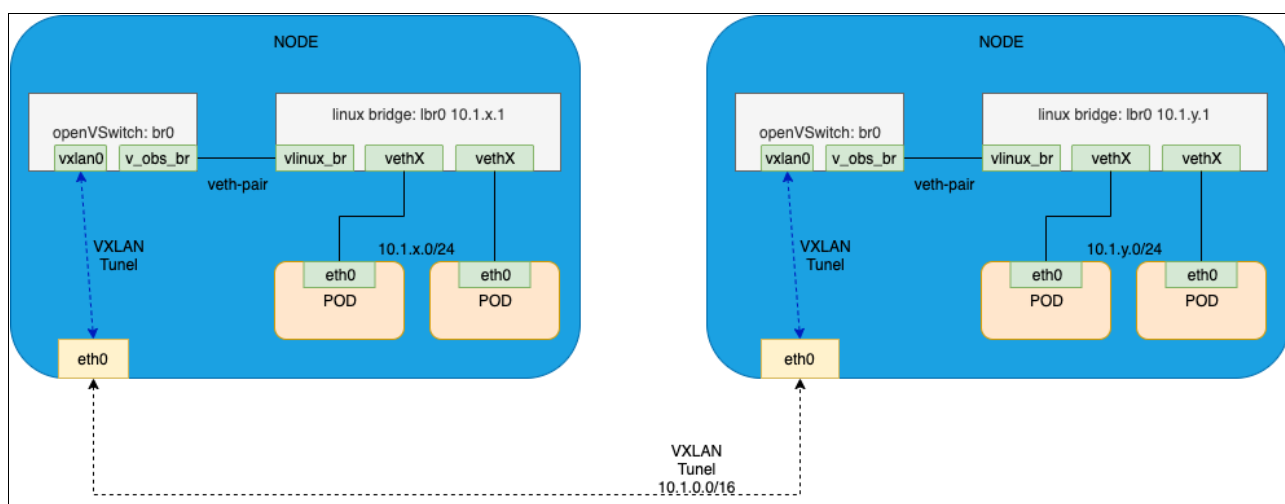 NODE
linux bridge: lbr0 10.1.x.1
openVSwitch: br0
vxlan0
v_obs_br
vlinux_br
vethX
vethX
veth-pair
VXLAN
Tunel
10.1.x.0/24
eth0
POD
eth0
POD
eth0
NODE
linux bridge: lbr0 10.1.y.1
openVSwitch: br0
vxlan0
v_obs_br
vlinux_br
vethX
vethX
veth-pair
VXLAN
Tunel
10.1.y.0/24
eth0
POD
eth0
POD
eth0
VXLAN
Tunel
10.1.0.0/16